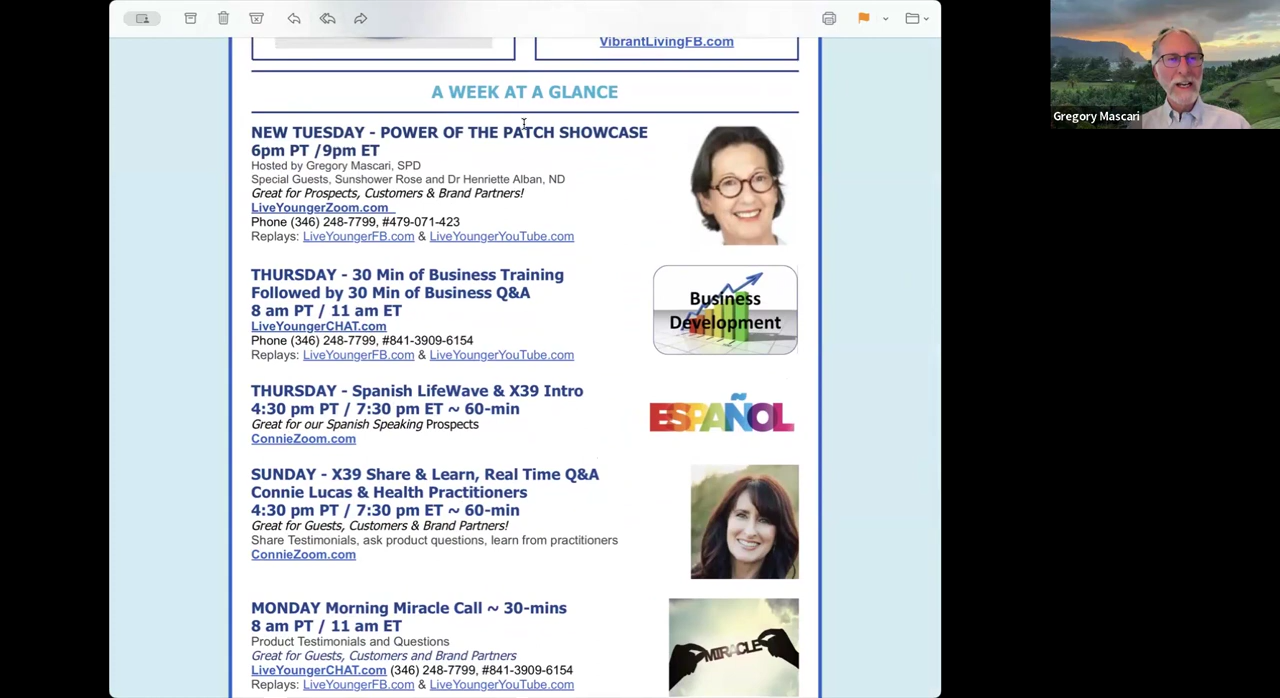 VibrantLivingFB.com
Gregory Mascari
A WEEK AT A GLANCE
NEW TUESDAY - POWER OF THE PATCH SHOWCASE
6pm PT /9pm ET
Hosted by Gregory Mascari, SPD
Special Guests, Sunshower Rose and Dr Henriette Alban, ND
Great for Prospects, Customers & Brand Partners!
LiveYoungerZoom.com
Phone (346) 248-7799, #479-071-423
Replays: LiveYoungerFB.com & LiveYoungerYouTube.com
THURSDAY - 30 Min of Business Training
Followed by 30 Min of Business Q&A
8 am PT / 11 am ET
LiveYoungerCHAT.com
Phone (346) 248-7799, #841-3909-6154
Replays: LiveYoungerFB.com & LiveYoungerYouTube.com
Business
Development
THURSDAY - Spanish LifeWave & X39 Intro
4:30 pm PT / 7:30 pm ET ~ 60-min
Great for our Spanish Speaking Prospects
ConnieZoom.com
ESPAÑOL
SUNDAY - X39 Share & Learn, Real Time Q&A
Connie Lucas & Health Practitioners
4:30 pm PT / 7:30 pm ET ~ 60-min
Great for Guests, Customers & Brand Partners!
Share Testimonials, ask product questions, learn from practitioners
ConnieZoom.com
MONDAY Morning Miracle Call ~ 30-mins
8 am PT / 11 am ET
Product Testimonials and Questions
Great for Guests, Customers and Brand Partners
LiveYoungerCHAT.com (346) 248-7799, #841-3909-6154
Replays: LiveYoungerFB.com & LiveYoungerYouTube.com
MIRACLE